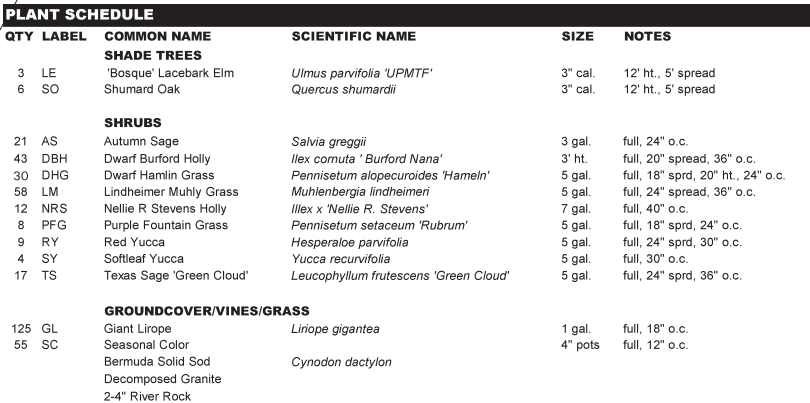 PLANT SCHEDULE
QTY LABEL COMMON NAME SCIENTIFIC NAME SIZE NOTES
SHADE TREES
3 LE 'Bosque' Lacebark Elm Ulmus parvifolia 'UPMTF' 3" cal. 12' ht., 5' spread
6 SO Shumard Oak Quercus shumardii 3" cal. 12' ht., 5' spread
SHRUBS
21 AS Autumn Sage Salvia greggii 3 gal. full, 24" o.c.
43 DBH Dwarf Burford Holly Ilex cornuta ' Burford Nana' 3' ht. full, 20" spread, 36" o.c.
30 DHG Dwarf Hamlin Grass Pennisetum alopecuroides 'Hameln' 5 gal. full, 18" sprd, 20" ht., 24" o.c.
58 LM Lindheimer Muhly Grass Muhlenbergia lindheimeri 5 gal. full, 24" spread, 36" o.c.
12 NRS Nellie R Stevens Holly Illex x 'Nellie R. Stevens' 7 gal. full, 40" o.c.
8 PFG Purple Fountain Grass Pennisetum setaceum 'Rubrum' 5 gal. full, 18" sprd, 24" o.c.
9 RY Red Yucca Hesperaloe parvifolia 5 gal. full, 24" sprd, 30" o.c.
4 SY Softleaf Yucca Yucca recurvifolia 5 gal. full, 30" o.c.
17 TS Texas Sage 'Green Cloud' Leucophyllum frutescens 'Green Cloud' 5 gal. full, 24" sprd, 36" o.c.
GROUNDCOVER/VINES/GRASS
125 GL Giant Lirope Liriope gigantea 1 gal. full, 18" o.c.
55 SC Seasonal Color 4" pots full, 12" o.c.
Bermuda Solid Sod Cynodon dactylon
Decomposed Granite
2-4" River Rock